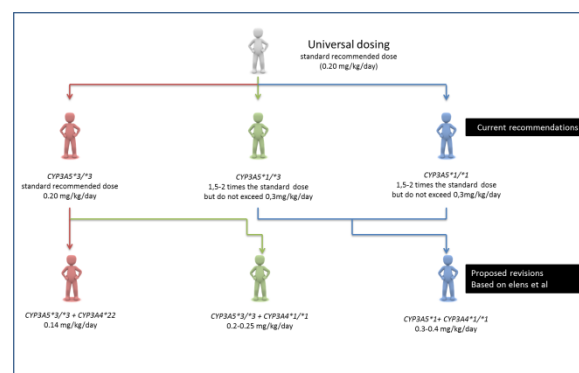 Universal dosing
standard recommended dose
(0.20 mg/kg/day)
Current recommendations
CYP3A5*3/*3
standard recommended dose
0.20 mg/kg/day
CYP3A5*1/*3
1,5-2 times the standard dose
but do not exceed 0,3mg/kg/day
CYP3A5*1/*1
1,5-2 times the standard dose
but do not exceed 0,3mg/kg/day
Proposed revisions
Based on elens et al
CYP3A5*3/*3 + CYP3A4*22
0.14 mg/kg/day
CYP3A5*3/*3 + CYP3A4*1/*1
0.2-0.25 mg/kg/day
CYP3A5*1+ CYP3A4*1/*1
0.3-0.4 mg/kg/day